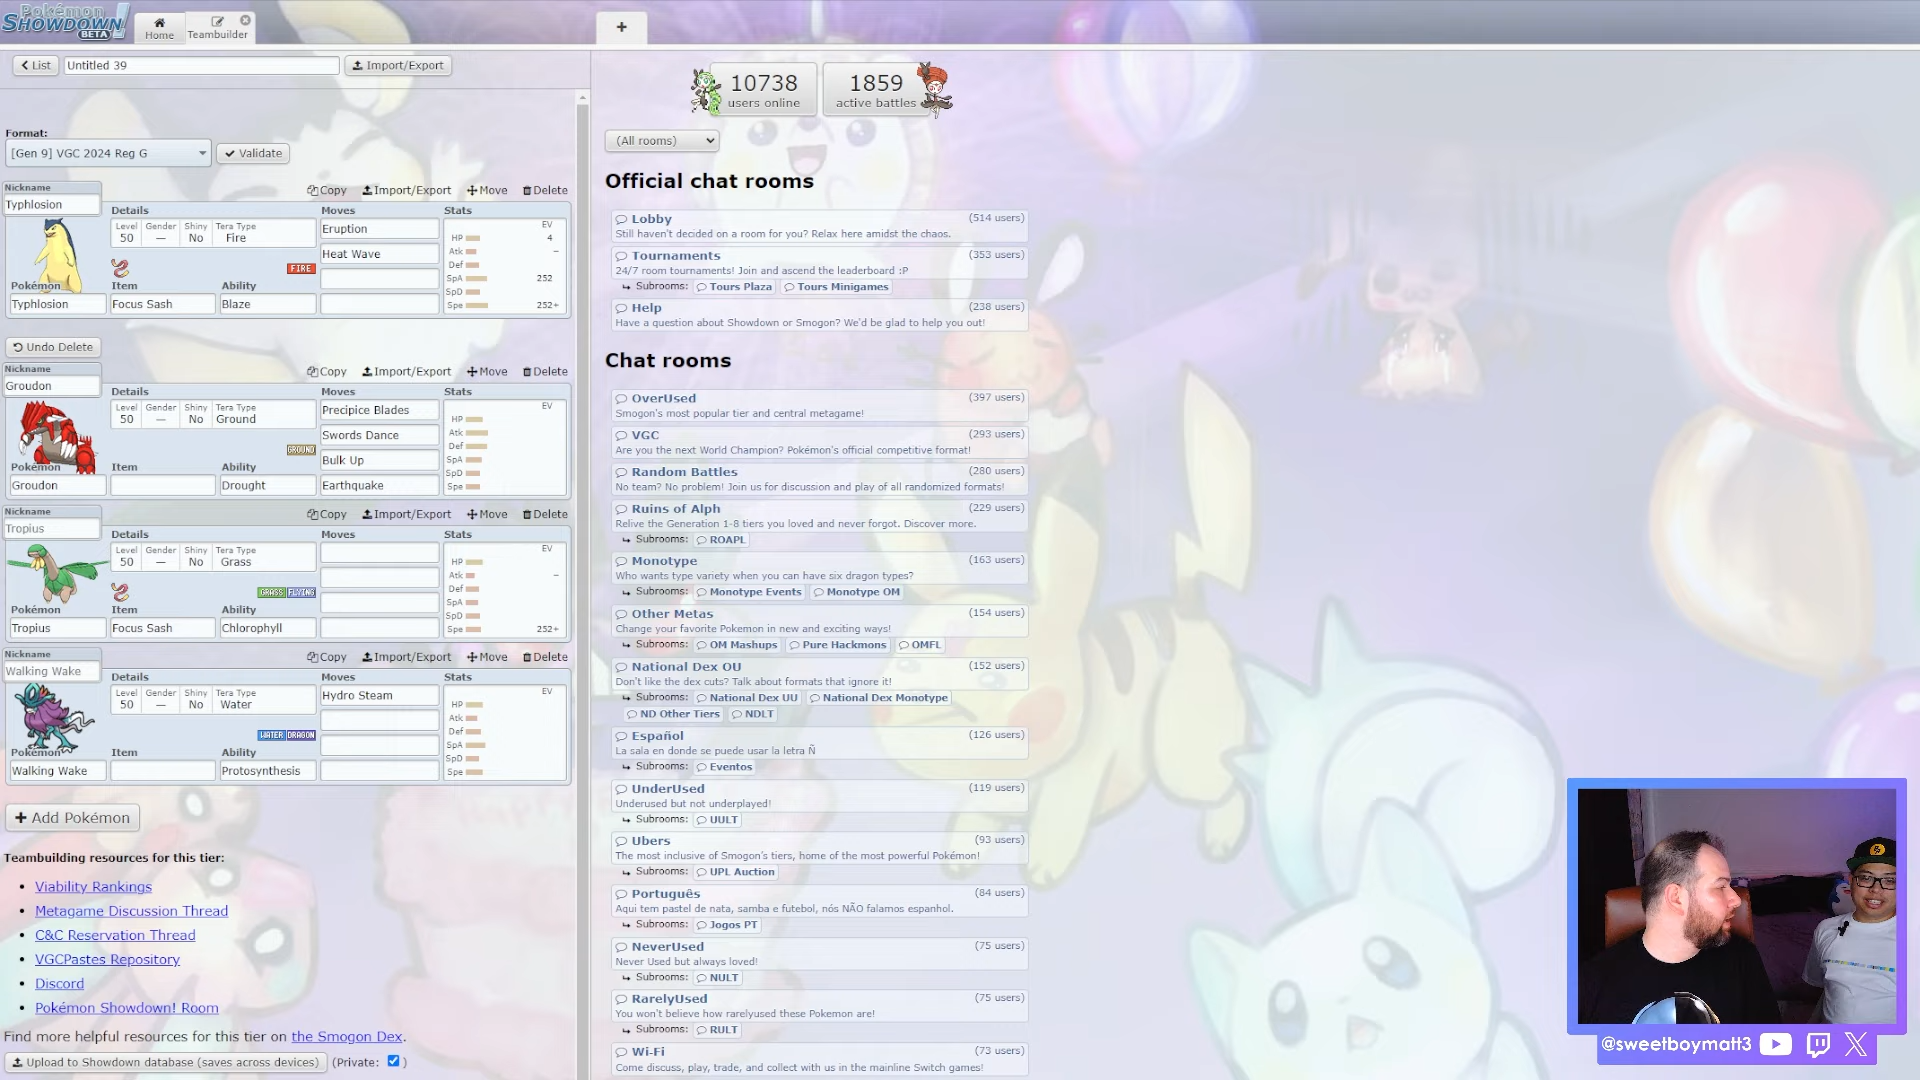 Pokémon
SHOWDOWN!
BETA
Home
Teambuilder
+
List
Untitled 39
Import/Export
Format:
[Gen 9] VGC 2024 Reg G
Validate
Nickname
Typhlosion
Copy Import/Export Move Delete
Details Moves Stats
Level Gender Shiny Tera Type
50 — No Fire
Eruption
Heat Wave
EV
HP 4
Atk –
Def
SpA 252
SpD
Spe 252+
FIRE
Pokémon Item Ability
Typhlosion Focus Sash Blaze
Undo Delete
Nickname
Groudon
Copy Import/Export Move Delete
Details Moves Stats
Level Gender Shiny Tera Type
50 — No Ground
Precipice Blades
Swords Dance
Bulk Up
Earthquake
EV
HP
Atk
Def
SpA
SpD
Spe
GROUND
Pokémon Item Ability
Groudon Drought
Nickname
Tropius
Copy Import/Export Move Delete
Details Moves Stats
Level Gender Shiny Tera Type
50 — No Grass
EV
HP
Atk –
Def
SpA
SpD
Spe 252+
GRASS FLYING
Pokémon Item Ability
Tropius Focus Sash Chlorophyll
Nickname
Walking Wake
Copy Import/Export Move Delete
Details Moves Stats
Level Gender Shiny Tera Type
50 — No Water
Hydro Steam
EV
HP
Atk
Def
SpA
SpD
Spe
WATER DRAGON
Pokémon Item Ability
Walking Wake Protosynthesis
Add Pokémon
Teambuilding resources for this tier:
• Viability Rankings
• Metagame Discussion Thread
• C&C Reservation Thread
• VGCPastes Repository
• Discord
• Pokémon Showdown! Room
Find more helpful resources for this tier on the Smogon Dex.
Upload to Showdown database (saves across devices) (Private: )
10738
users online
1859
active battles
(All rooms)
Official chat rooms
Lobby (514 users)
Still haven't decided on a room for you? Relax here amidst the chaos.
Tournaments (353 users)
24/7 room tournaments! Join and ascend the leaderboard :P
Subrooms: Tours Plaza Tours Minigames
Help (238 users)
Have a question about Showdown or Smogon? We'd be glad to help you out!
Chat rooms
OverUsed (397 users)
Smogon's most popular tier and central metagame!
VGC (293 users)
Are you the next World Champion? Pokémon's official competitive format!
Random Battles (280 users)
No team? No problem! Join us for discussion and play of all randomized formats!
Ruins of Alph (229 users)
Relive the Generation 1-8 tiers you loved and never forgot. Discover more.
Subrooms: ROAPL
Monotype (163 users)
Who wants type variety when you can have six dragon types?
Subrooms: Monotype Events Monotype OM
Other Metas (154 users)
Change your favorite Pokemon in new and exciting ways!
Subrooms: OM Mashups Pure Hackmons OMFL
National Dex OU (152 users)
Don't like the dex cuts? Talk about formats that ignore it!
Subrooms: National Dex UU National Dex Monotype
ND Other Tiers NDLT
Español (126 users)
La sala en donde se puede usar la letra Ñ
Subrooms: Eventos
UnderUsed (119 users)
Underused but not underplayed!
Subrooms: UULT
Ubers (93 users)
The most inclusive of Smogon's tiers, home of the most powerful Pokémon!
Subrooms: UPL Auction
Português (84 users)
Aqui tem pastel de nata, samba e futebol, nós NÃO falamos espanhol.
Subrooms: Jogos PT
NeverUsed (75 users)
Never Used but always loved!
Subrooms: NULT
RarelyUsed (75 users)
You won't believe how rarelyused these Pokemon are!
Subrooms: RULT
Wi-Fi (73 users)
Come discuss, play, trade, and collect with us in the mainline Switch games!
@sweetboymatt3